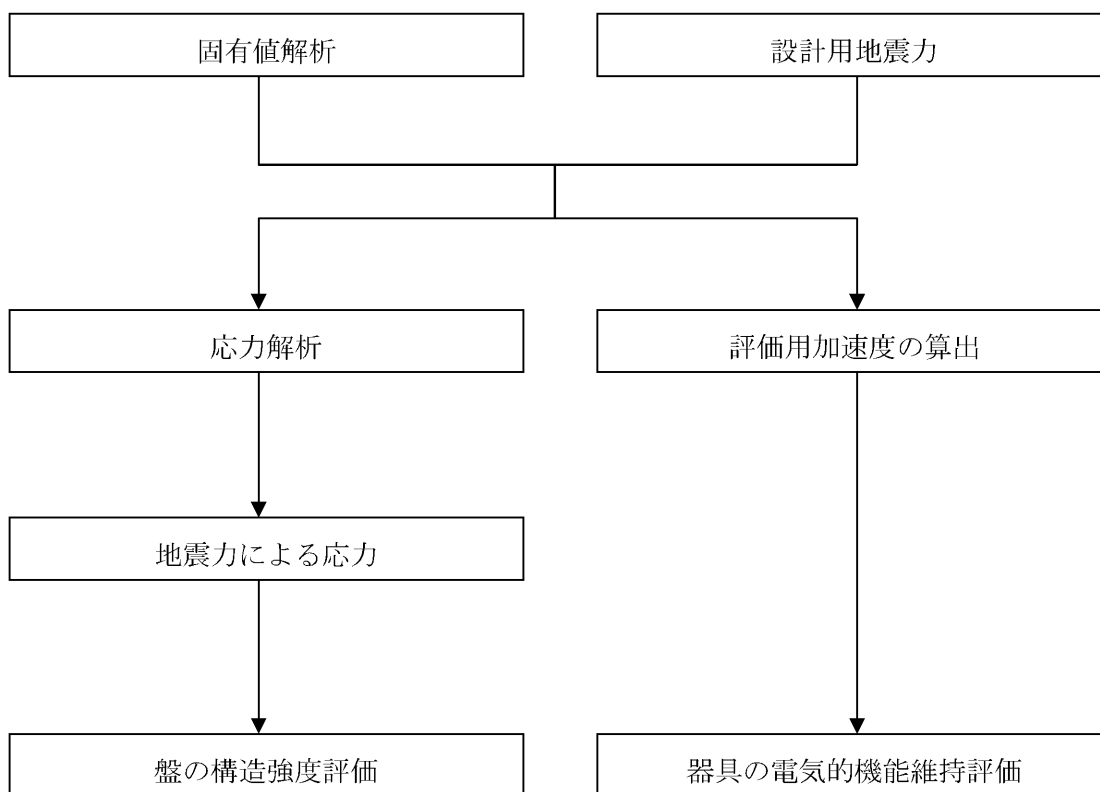 固有値解析
設計用地震力
応力解析
評価用加速度の算出
地震力による応力
盤の構造強度評価
器具の電気的機能維持評価